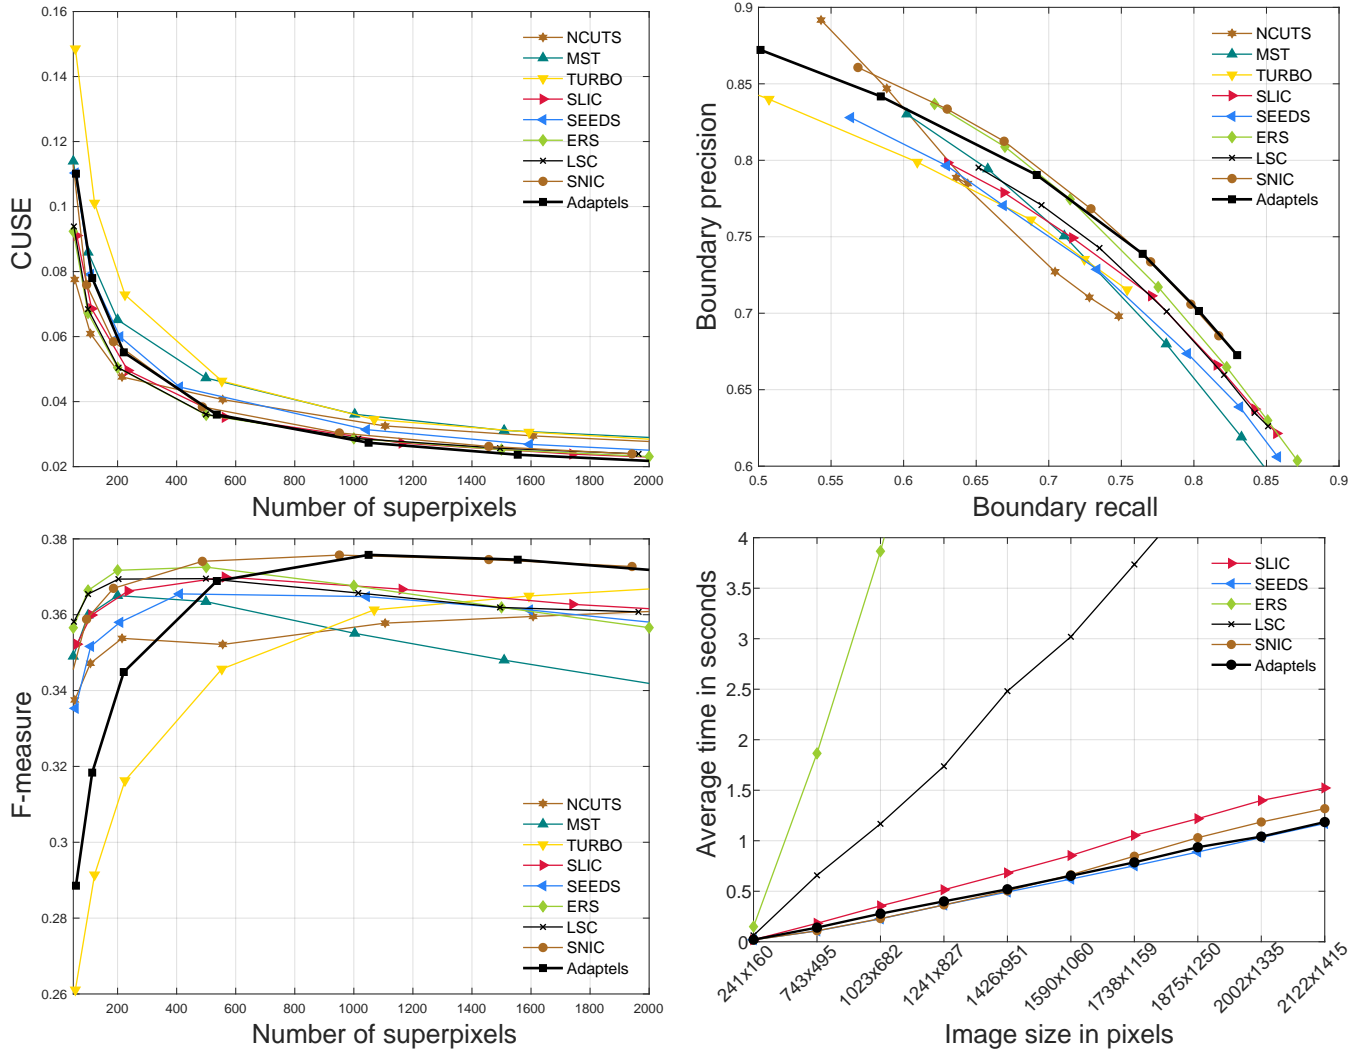 CUSE
0.16
0.14
0.12
0.1
0.08
0.06
0.04
0.02
200 400 600 800 1000 1200 1400 1600 1800 2000
Number of superpixels
NCUTS
MST
TURBO
SLIC
SEEDS
ERS
LSC
SNIC
Adaptels
Boundary precision
0.9
0.85
0.8
0.75
0.7
0.65
0.6
0.5 0.55 0.6 0.65 0.7 0.75 0.8 0.85 0.9
Boundary recall
NCUTS
MST
TURBO
SLIC
SEEDS
ERS
LSC
SNIC
Adaptels
F-measure
0.38
0.36
0.34
0.32
0.3
0.28
0.26
200 400 600 800 1000 1200 1400 1600 1800 2000
Number of superpixels
NCUTS
MST
TURBO
SLIC
SEEDS
ERS
LSC
SNIC
Adaptels
Average time in seconds
4
3.5
3
2.5
2
1.5
1
0.5
0
241x160 743x495 1023x682 1241x827 1426x951 1590x1060 1738x1159 1875x1250 2002x1335 2122x1415
Image size in pixels
SLIC
SEEDS
ERS
LSC
SNIC
Adaptels